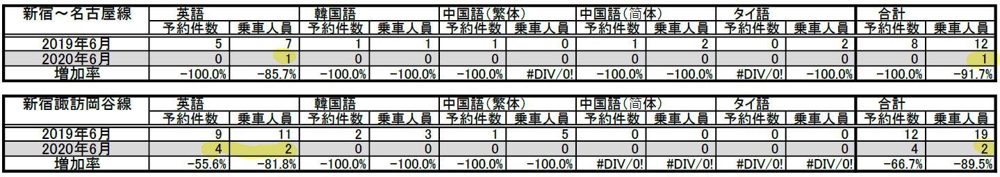 新宿～名古屋線 英語 韓国語 中国語（繁体） 中国語（简体） タイ語 合計
予約件数 乗車人員 予約件数 乗車人員 予約件数 乗車人員 予約件数 乗車人員 予約件数 乗車人員 予約件数 乗車人員
2019年6月 5 7 1 1 1 0 1 2 0 2 8 12
2020年6月 0 1 0 0 0 0 0 0 0 0 0 1
増加率 -100.0% -85.7% -100.0% -100.0% -100.0% #DIV/0! -100.0% -100.0% #DIV/0! -100.0% -100.0% -91.7%
新宿諏訪岡谷線 英語 韓国語 中国語（繁体） 中国語（简体） タイ語 合計
予約件数 乗車人員 予約件数 乗車人員 予約件数 乗車人員 予約件数 乗車人員 予約件数 乗車人員 予約件数 乗車人員
2019年6月 9 11 2 3 1 5 0 0 0 0 12 19
2020年6月 4 2 0 0 0 0 0 0 0 0 4 2
増加率 -55.6% -81.8% -100.0% -100.0% -100.0% -100.0% #DIV/0! #DIV/0! #DIV/0! #DIV/0! -66.7% -89.5%